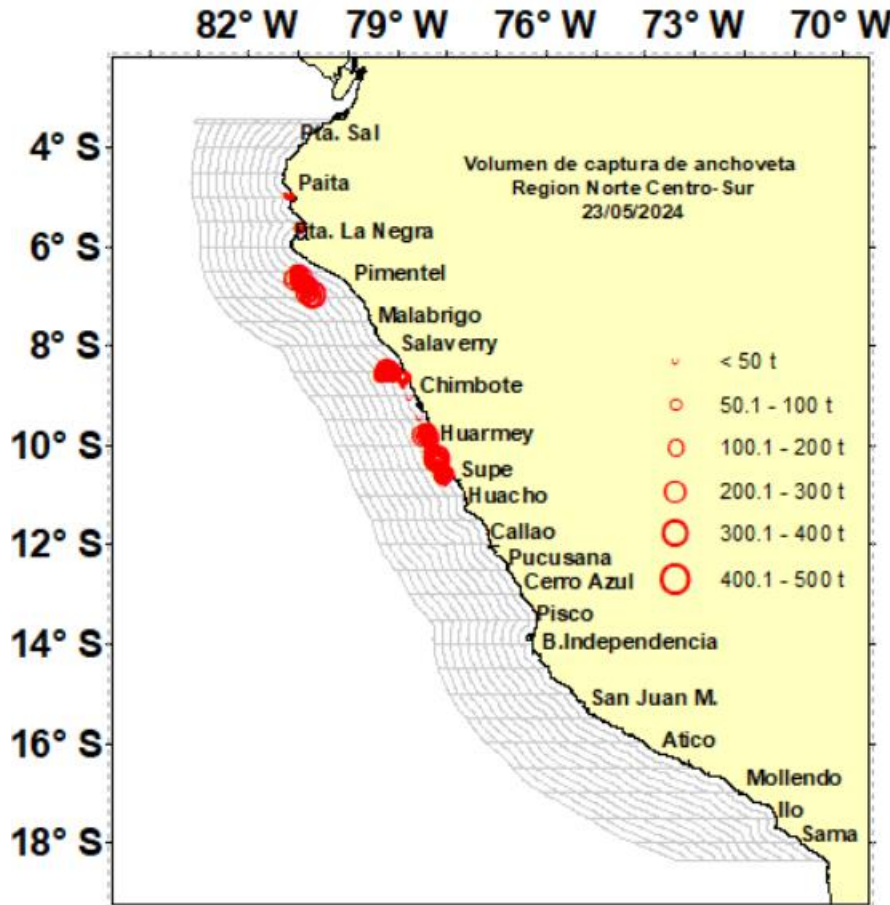 82° W 79° W 76° W 73° W 70° W
4° S
6° S
8° S
10° S
12° S
14° S
16° S
18° S
Volumen de captura de anchoveta
Region Norte Centro-Sur
23/05/2024
Pta. Sal
Paita
Pta. La Negra
Pimentel
Malabrigo
Salaverry
Chimbote
Huarmey
Supe
Huacho
Callao
Pucusana
Cerro Azul
Pisco
B.Independencia
San Juan M.
Atico
Mollendo
Ilo
Sama
< 50 t
50.1 - 100 t
100.1 - 200 t
200.1 - 300 t
300.1 - 400 t
400.1 - 500 t